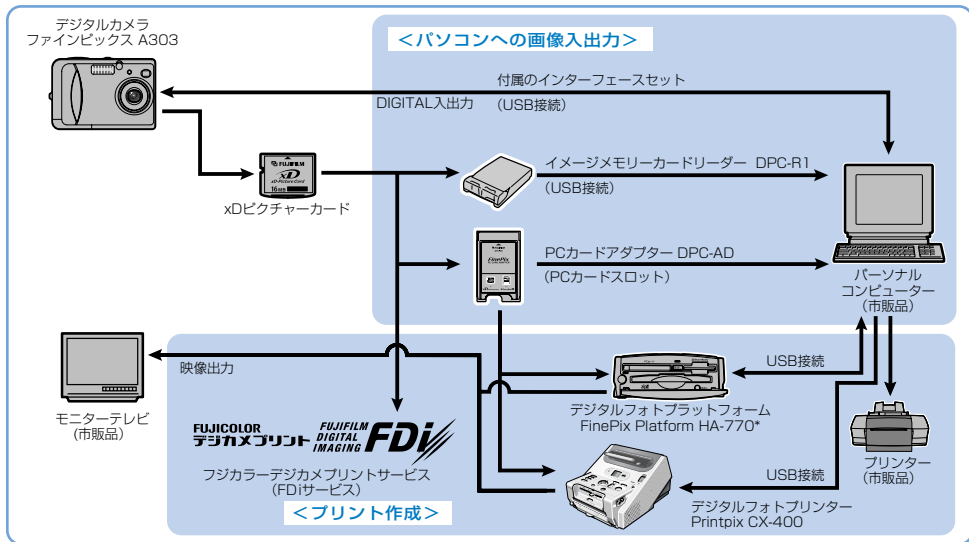 デジタルカメラ
ファインピックス A303
＜パソコンへの画像入出力＞
付属のインターフェースセット
DIGITAL入出力
（USB接続）
FUJIFILM
xD
xD-Picture Card
16MB
xDピクチャーカード
イメージメモリーカードリーダー DPC-R1
（USB接続）
FinePix
PCカードアダプター DPC-AD
（PCカードスロット）
パーソナル
コンピューター
（市販品）
映像出力
モニターテレビ
（市販品）
USB接続
デジタルフォトプラットフォーム
FinePix Platform HA-770*
FUJICOLOR
デジカメプリント
FUJIFILM
DIGITAL
IMAGING
FDi
フジカラーデジカメプリントサービス
（FDiサービス）
＜プリント作成＞
USB接続
デジタルフォトプリンター
Printpix CX-400
プリンター
（市販品）